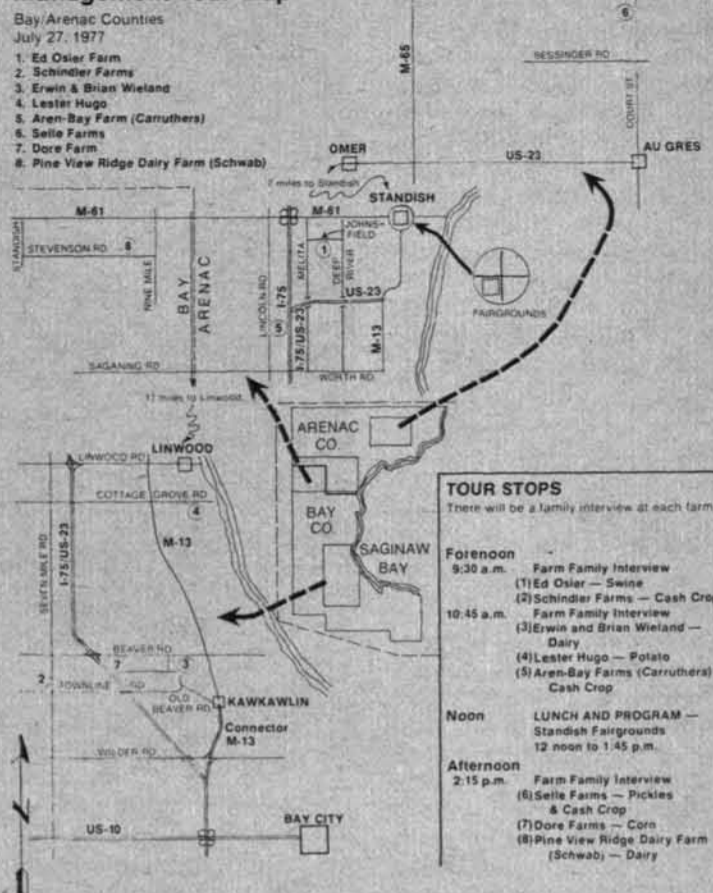 Bay/Arenac Counties
July 27, 1977
1. Ed Osier Farm
2. Schindler Farms
3. Erwin & Brian Wieland
4. Lester Hugo
5. Aren-Bay Farm (Carruthers)
6. Selle Farms
7. Dore Farm
8. Pine View Ridge Dairy Farm (Schwab)
6
M-65
BESSINGER RD
COURT ST.
OMER
US-23
AU GRES
7 miles to Standish
STANDISH
M-61
M-61
JOHNS-
FIELD
STANDISH
STEVENSON RD
8
NINE MILE
BAY
ARENAC
LINCOLN RD
5
I-75
MELITA
1
DEEP
RIVER
US-23
I-75/US-23
M-13
FAIRGROUNDS
SAGANING RD
WORTH RD
17 miles to Linwood
ARENAC
CO.
LINWOOD
LINWOOD RD
COTTAGE GROVE RD
4
BAY
CO.
SAGINAW
BAY
M-13
SEVEN MILE RD
I-75/US-23
BEAVER RD
7
3
2
TOWNLINE RD
OLD
BEAVER RD
KAWKAWLIN
Connector
M-13
WILDER RD
US-10
BAY CITY
TOUR STOPS
There will be a family interview at each farm
Forenoon
9:30 a.m. Farm Family Interview
(1) Ed Osier — Swine
(2) Schindler Farms — Cash Crop
10:45 a.m. Farm Family Interview
(3) Erwin and Brian Wieland —
Dairy
(4) Lester Hugo — Potato
(5) Aren-Bay Farms (Carruthers)
Cash Crop
Noon LUNCH AND PROGRAM —
Standish Fairgrounds
12 noon to 1:45 p.m.
Afternoon
2:15 p.m. Farm Family Interview
(6) Selle Farms — Pickles
& Cash Crop
(7) Dore Farms — Corn
(8) Pine View Ridge Dairy Farm
(Schwab) — Dairy